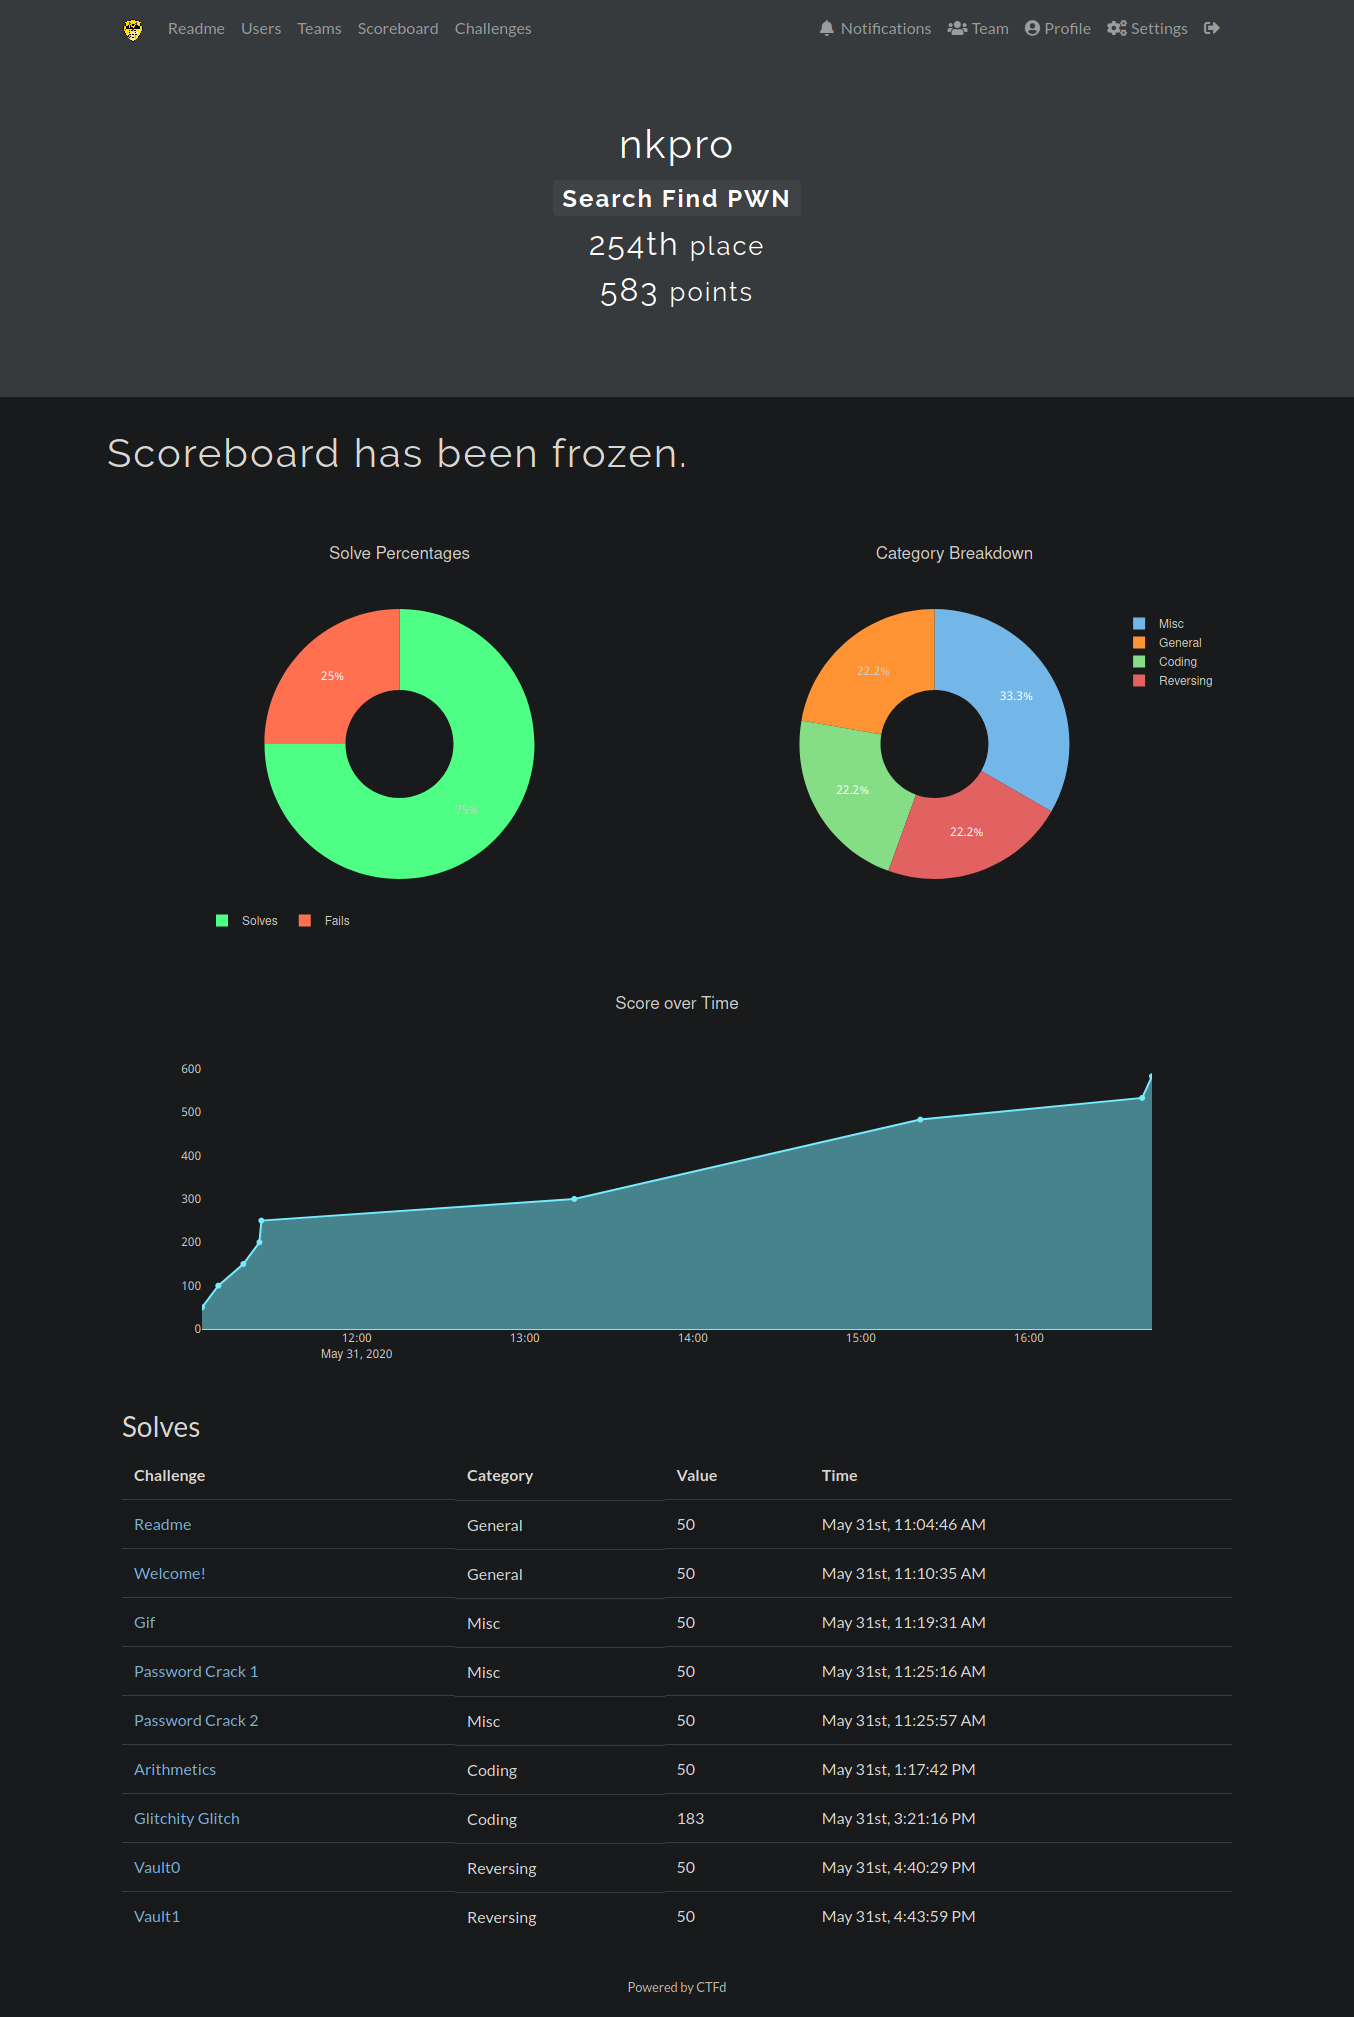 Readme Users Teams Scoreboard Challenges Notifications Team Profile Settings
nkpro
Search Find PWN
254th place
583 points
Scoreboard has been frozen.
Solve Percentages
25%
75%
Solves Fails
Category Breakdown
22.2%
33.3%
22.2%
22.2%
Misc
General
Coding
Reversing
Score over Time
600
500
400
300
200
100
0
12:00 13:00 14:00 15:00 16:00
May 31, 2020
Solves
Challenge Category Value Time
Readme General 50 May 31st, 11:04:46 AM
Welcome! General 50 May 31st, 11:10:35 AM
Gif Misc 50 May 31st, 11:19:31 AM
Password Crack 1 Misc 50 May 31st, 11:25:16 AM
Password Crack 2 Misc 50 May 31st, 11:25:57 AM
Arithmetics Coding 50 May 31st, 1:17:42 PM
Glitchity Glitch Coding 183 May 31st, 3:21:16 PM
Vault0 Reversing 50 May 31st, 4:40:29 PM
Vault1 Reversing 50 May 31st, 4:43:59 PM
Powered by CTFd